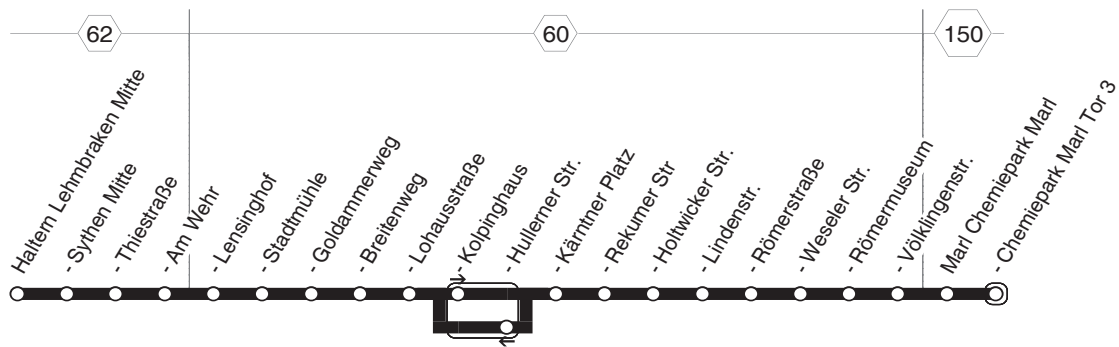 62
60
150
Haltern Lehmbraken Mitte
- Sythen Mitte
- Thiestraße
- Am Wehr
- Lensinghof
- Stadtmühle
- Goldammerweg
- Breitenweg
- Lohausstraße
- Kolpinghaus
- Hullerner Str.
- Kärntner Platz
- Rekumer Str
- Holtwicker Str.
- Lindenstr.
- Römerstraße
- Weseler Str.
- Römermuseum
- Völklingenstr.
Marl Chemiepark Marl
- Chemiepark Marl Tor 3